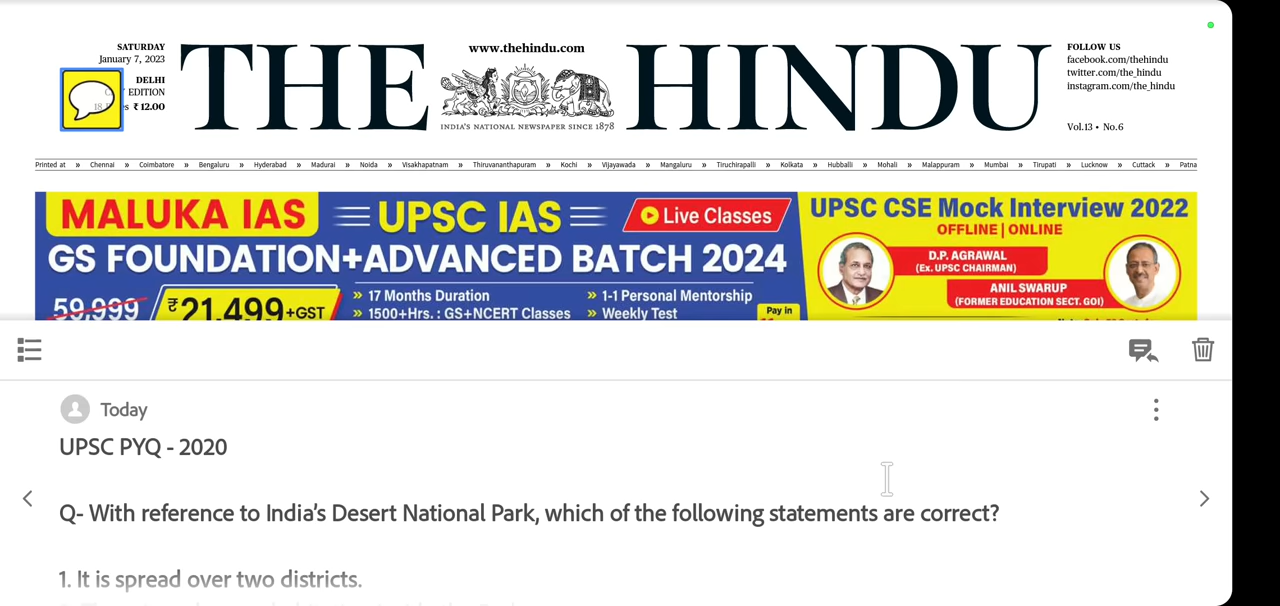 SATURDAY
January 7, 2023
DELHI
EDITION
₹ 12.00
THE HINDU
www.thehindu.com
INDIA'S NATIONAL NEWSPAPER SINCE 1878
FOLLOW US
facebook.com/thehindu
twitter.com/the_hindu
instagram.com/the_hindu
Vol.13 • No.6
Printed at » Chennai » Coimbatore » Bengaluru » Hyderabad » Madurai » Noida » Visakhapatnam » Thiruvananthapuram » Kochi » Vijayawada » Mangaluru » Tiruchirapalli » Kolkata » Hubballi » Mohali » Malappuram » Mumbai » Tirupati » Lucknow » Cuttack » Patna
MALUKA IAS
UPSC IAS
Live Classes
GS FOUNDATION+ADVANCED BATCH 2024
59,999
₹21,499+GST
» 17 Months Duration
» 1500+Hrs. : GS+NCERT Classes
» 1-1 Personal Mentorship
» Weekly Test
Pay in
UPSC CSE Mock Interview 2022
OFFLINE | ONLINE
D.P. AGRAWAL
(Ex. UPSC CHAIRMAN)
ANIL SWARUP
(FORMER EDUCATION SECT. GOI)
Today
UPSC PYQ - 2020
Q- With reference to India's Desert National Park, which of the following statements are correct?
1. It is spread over two districts.